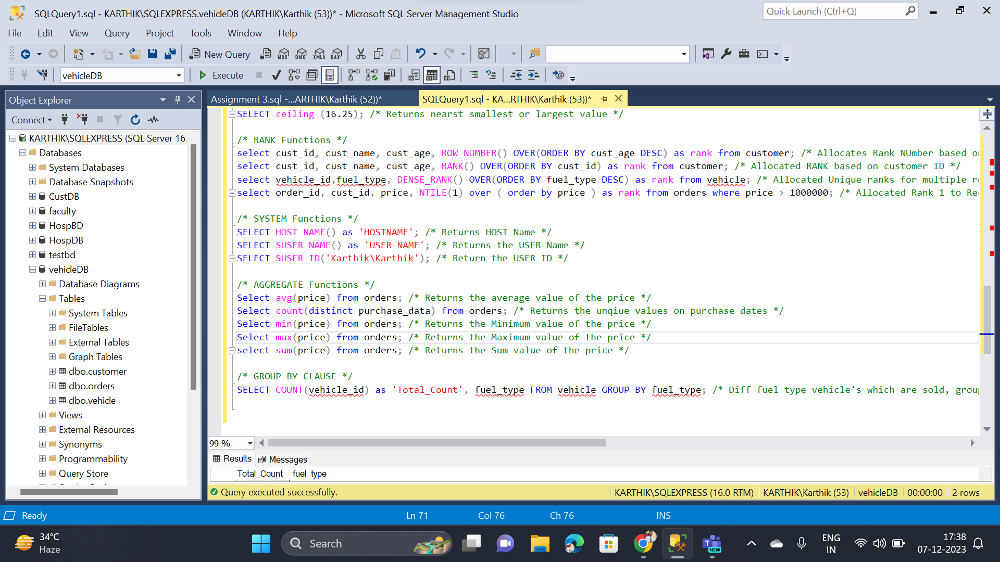 SQLQuery1.sql - KARTHIK\SQLEXPRESS.vehicleDB (KARTHIK\Karthik (53))* - Microsoft SQL Server Management Studio
Quick Launch (Ctrl+Q)
File Edit View Query Project Tools Window Help
New Query MDX DMX XMLA DAX
vehicleDB Execute
Object Explorer
Assignment 3.sql -...ARTHIK\Karthik (52))* SQLQuery1.sql - KA...RTHIK\Karthik (53))*
Connect
KARTHIK\SQLEXPRESS (SQL Server 16.
Databases
System Databases
Database Snapshots
CustDB
faculty
HospBD
HospDB
testbd
vehicleDB
Database Diagrams
Tables
System Tables
FileTables
External Tables
Graph Tables
dbo.customer
dbo.orders
dbo.vehicle
Views
External Resources
Synonyms
Programmability
Query Store
SELECT ceiling (16.25); /* Returns nearst smallest or largest value */
/* RANK Functions */
select cust_id, cust_name, cust_age, ROW_NUMBER() OVER(ORDER BY cust_age DESC) as rank from customer; /* Allocates Rank NUmber based on
select cust_id, cust_name, cust_age, RANK() OVER(ORDER BY cust_id) as rank from customer; /* Allocated RANK based on customer ID */
select vehicle_id,fuel_type, DENSE_RANK() OVER(ORDER BY fuel_type DESC) as rank from vehicle; /* Allocated Unique ranks for multiple re
select order_id, cust_id, price, NTILE(1) over ( order by price ) as rank from orders where price > 1000000; /* Allocated Rank 1 to Re
/* SYSTEM Functions */
SELECT HOST_NAME() as 'HOSTNAME'; /* Returns HOST Name */
SELECT SUSER_NAME() as 'USER NAME'; /* Returns the USER Name */
SELECT SUSER_ID('Karthik\Karthik'); /* Return the USER ID */
/* AGGREGATE Functions */
Select avg(price) from orders; /* Returns the average value of the price */
Select count(distinct purchase_data) from orders; /* Returns the unqiue values on purchase dates */
Select min(price) from orders; /* Returns the Minimum value of the price */
Select max(price) from orders; /* Returns the Maximum value of the price */
select sum(price) from orders; /* Returns the Sum value of the price */
/* GROUP BY CLAUSE */
SELECT COUNT(vehicle_id) as 'Total_Count', fuel_type FROM vehicle GROUP BY fuel_type; /* Diff fuel type vehicle's which are sold, grou
99 %
Results Messages
Total_Count fuel_type
Query executed successfully. KARTHIK\SQLEXPRESS (16.0 RTM) KARTHIK\Karthik (53) vehicleDB 00:00:00 2 rows
Ready Ln 71 Col 76 Ch 76 INS
34°C
Haze
Search
NEW
ENG
IN
17:38
07-12-2023